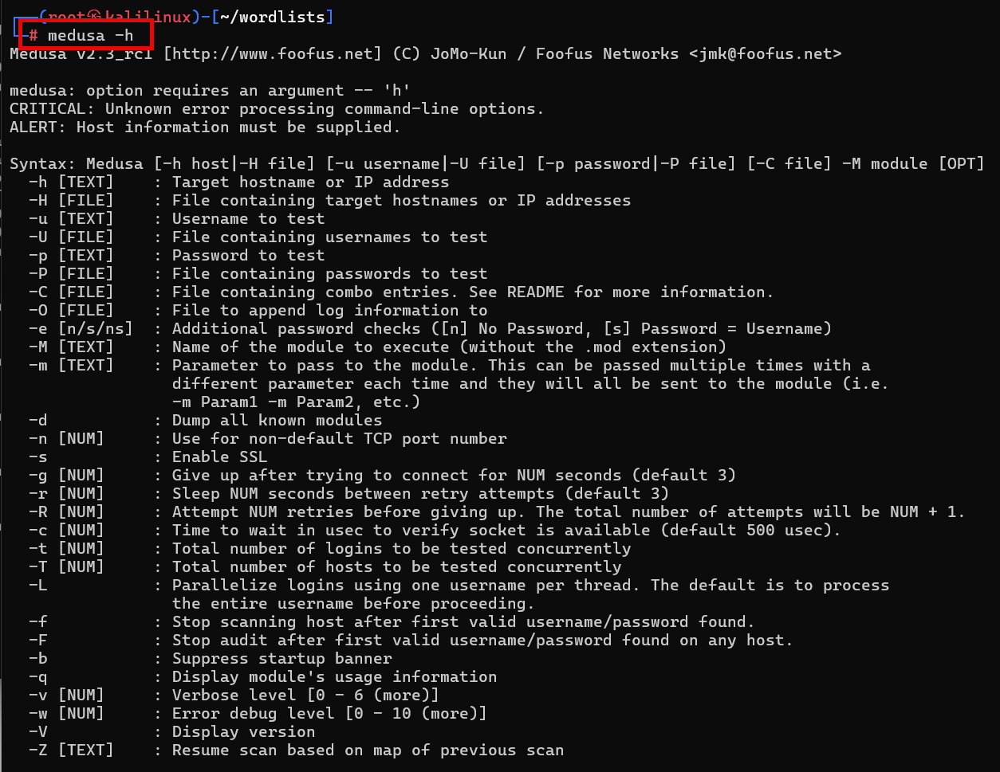 (root㉿kalilinux)-[~/wordlists]
# medusa -h
Medusa v2.3_rc1 [http://www.foofus.net] (C) JoMo-Kun / Foofus Networks <jmk@foofus.net>

medusa: option requires an argument -- 'h'
CRITICAL: Unknown error processing command-line options.
ALERT: Host information must be supplied.

Syntax: Medusa [-h host|-H file] [-u username|-U file] [-p password|-P file] [-C file] -M module [OPT]
  -h [TEXT]    : Target hostname or IP address
  -H [FILE]    : File containing target hostnames or IP addresses
  -u [TEXT]    : Username to test
  -U [FILE]    : File containing usernames to test
  -p [TEXT]    : Password to test
  -P [FILE]    : File containing passwords to test
  -C [FILE]    : File containing combo entries. See README for more information.
  -O [FILE]    : File to append log information to
  -e [n/s/ns]  : Additional password checks ([n] No Password, [s] Password = Username)
  -M [TEXT]    : Name of the module to execute (without the .mod extension)
  -m [TEXT]    : Parameter to pass to the module. This can be passed multiple times with a
                 different parameter each time and they will all be sent to the module (i.e.
                 -m Param1 -m Param2, etc.)
  -d           : Dump all known modules
  -n [NUM]     : Use for non-default TCP port number
  -s           : Enable SSL
  -g [NUM]     : Give up after trying to connect for NUM seconds (default 3)
  -r [NUM]     : Sleep NUM seconds between retry attempts (default 3)
  -R [NUM]     : Attempt NUM retries before giving up. The total number of attempts will be NUM + 1.
  -c [NUM]     : Time to wait in usec to verify socket is available (default 500 usec).
  -t [NUM]     : Total number of logins to be tested concurrently
  -T [NUM]     : Total number of hosts to be tested concurrently
  -L           : Parallelize logins using one username per thread. The default is to process
                 the entire username before proceeding.
  -f           : Stop scanning host after first valid username/password found.
  -F           : Stop audit after first valid username/password found on any host.
  -b           : Suppress startup banner
  -q           : Display module's usage information
  -v [NUM]     : Verbose level [0 - 6 (more)]
  -w [NUM]     : Error debug level [0 - 10 (more)]
  -V           : Display version
  -Z [TEXT]    : Resume scan based on map of previous scan